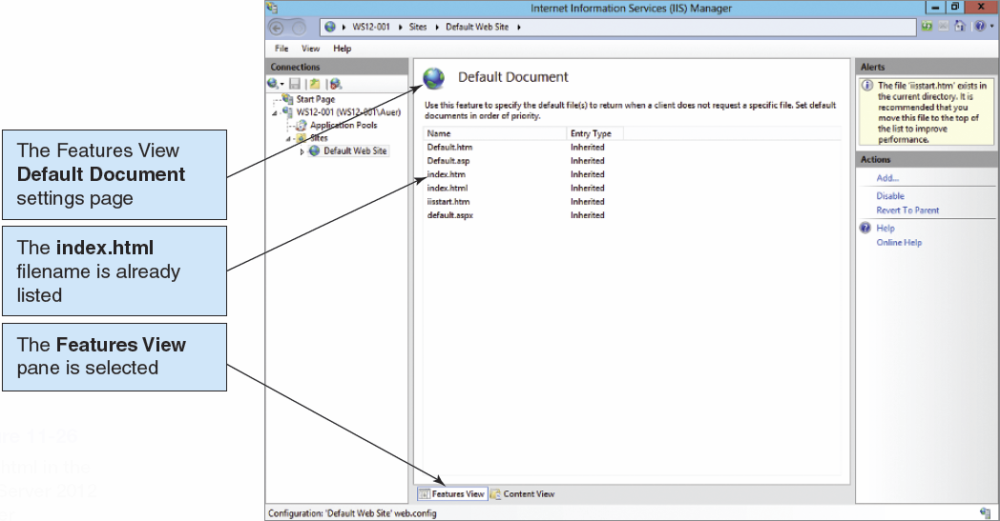 The Features View
Default Document
settings page
The index.html
filename is already
listed
The Features View
pane is selected
Internet Information Services (IIS) Manager
WS12-001 Sites Default Web Site
File View Help
Connections
Start Page
WS12-001 (WS12-001\Auer)
Application Pools
Sites
Default Web Site
Default Document
Use this feature to specify the default file(s) to return when a client does not request a specific file. Set default
documents in order of priority.
Name Entry Type
Default.htm Inherited
Default.asp Inherited
index.htm Inherited
index.html Inherited
iisstart.htm Inherited
default.aspx Inherited
Features View Content View
Alerts
The file 'iisstart.htm' exists in
the current directory. It is
recommended that you
move this file to the top of
the list to improve
performance.
Actions
Add...
Disable
Revert To Parent
Help
Online Help
Configuration: 'Default Web Site' web.config